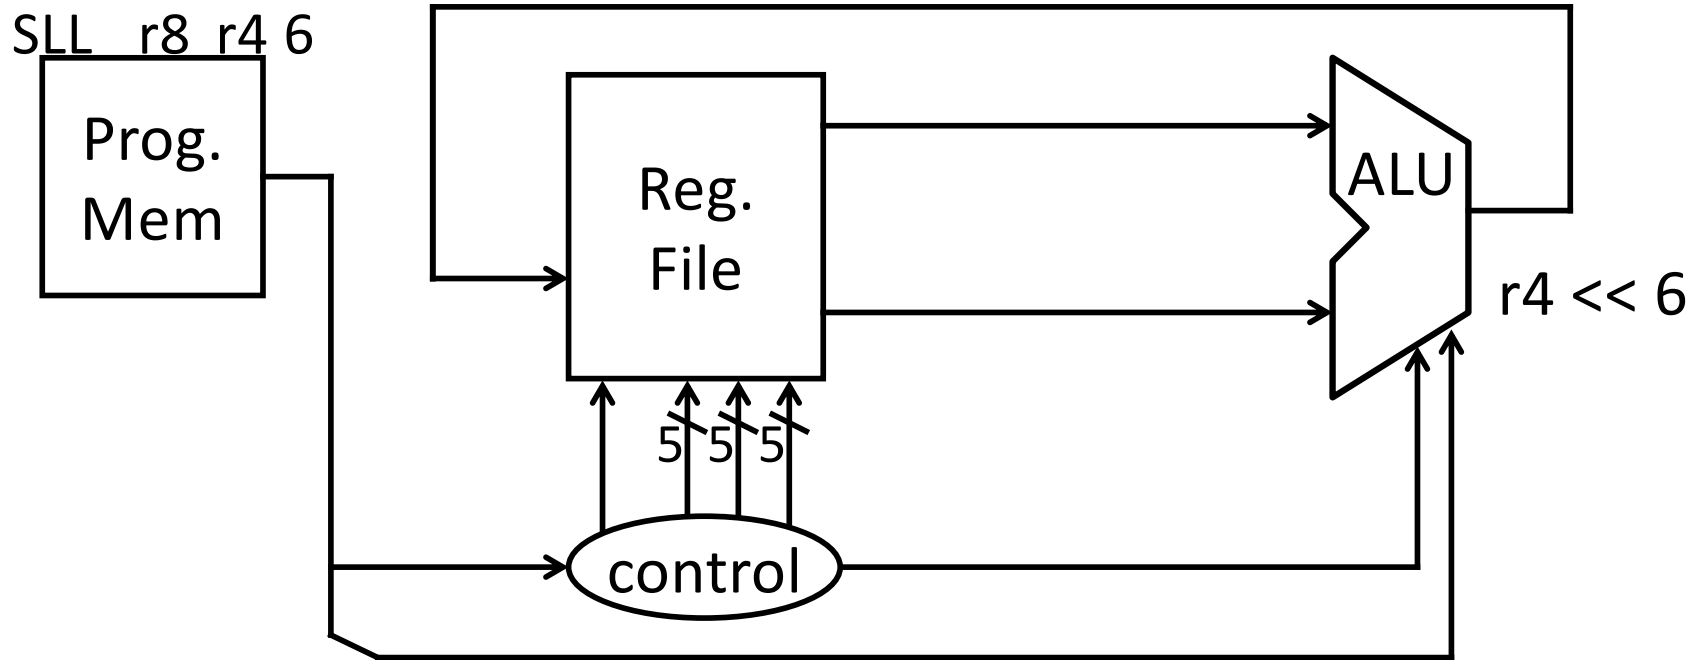 SLL r8 r4 6
Prog.
Mem
Reg.
File
ALU
r4 << 6
5 5 5
control